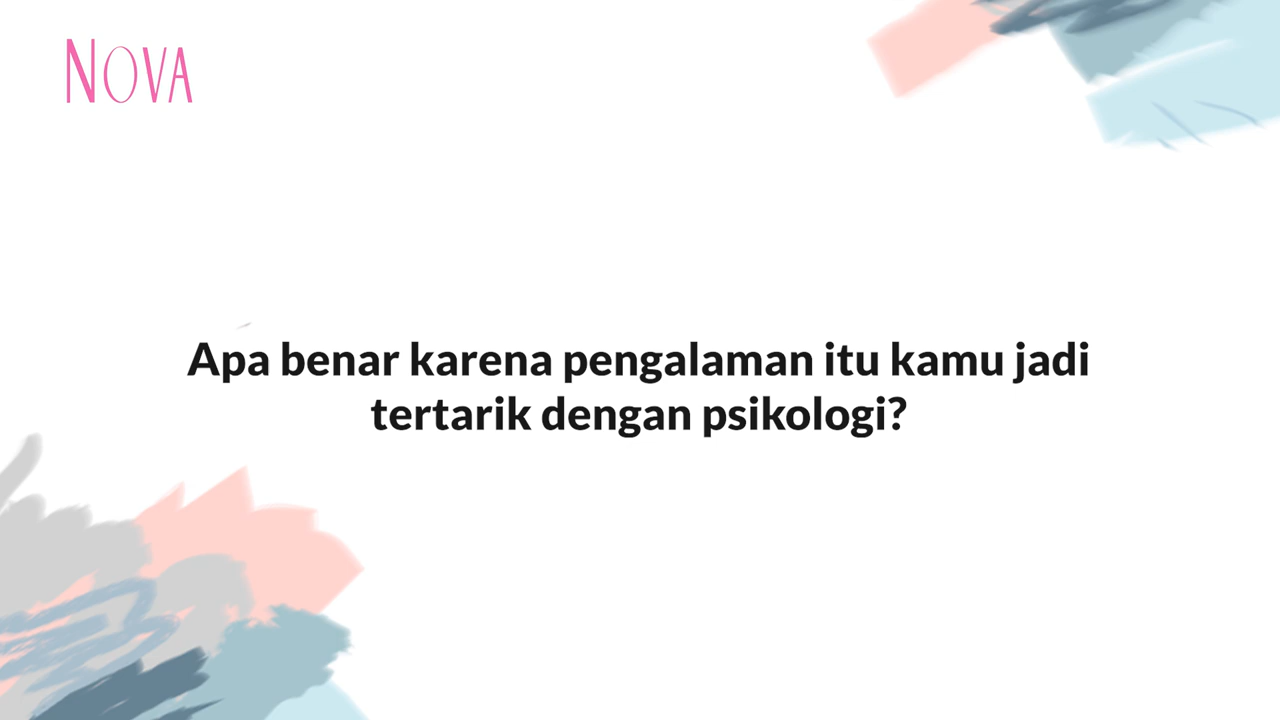 NOVA
Apa benar karena pengalaman itu kamu jadi
tertarik dengan psikologi?